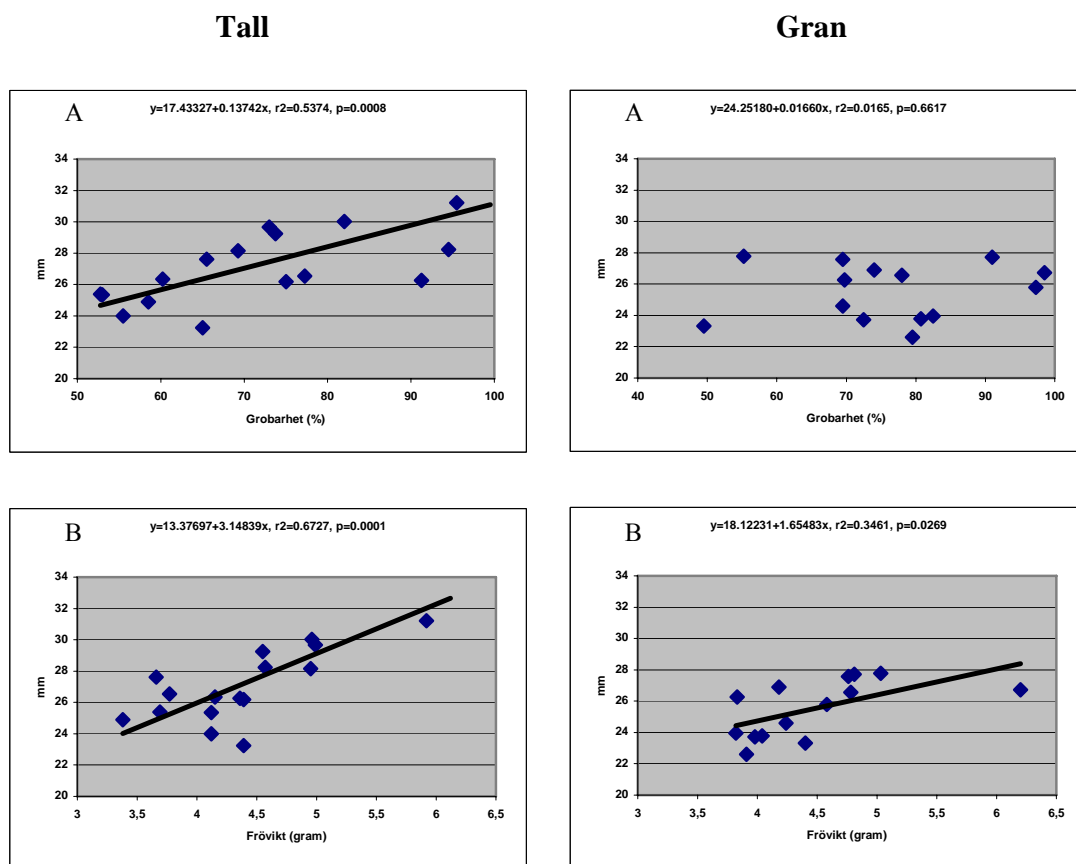 Tall
Gran
A
y=17.43327+0.13742x, r2=0.5374, p=0.0008
34
32
30
28
26
24
22
20
mm
50 60 70 80 90 100
Grobarhet (%)
A
y=24.25180+0.01660x, r2=0.0165, p=0.6617
34
32
30
28
26
24
22
20
mm
40 50 60 70 80 90 100
Grobarhet (%)
B
y=13.37697+3.14839x, r2=0.6727, p=0.0001
34
32
30
28
26
24
22
20
mm
3 3,5 4 4,5 5 5,5 6 6,5
Frövikt (gram)
B
y=18.12231+1.65483x, r2=0.3461, p=0.0269
34
32
30
28
26
24
22
20
mm
3 3,5 4 4,5 5 5,5 6 6,5
Frövikt (gram)